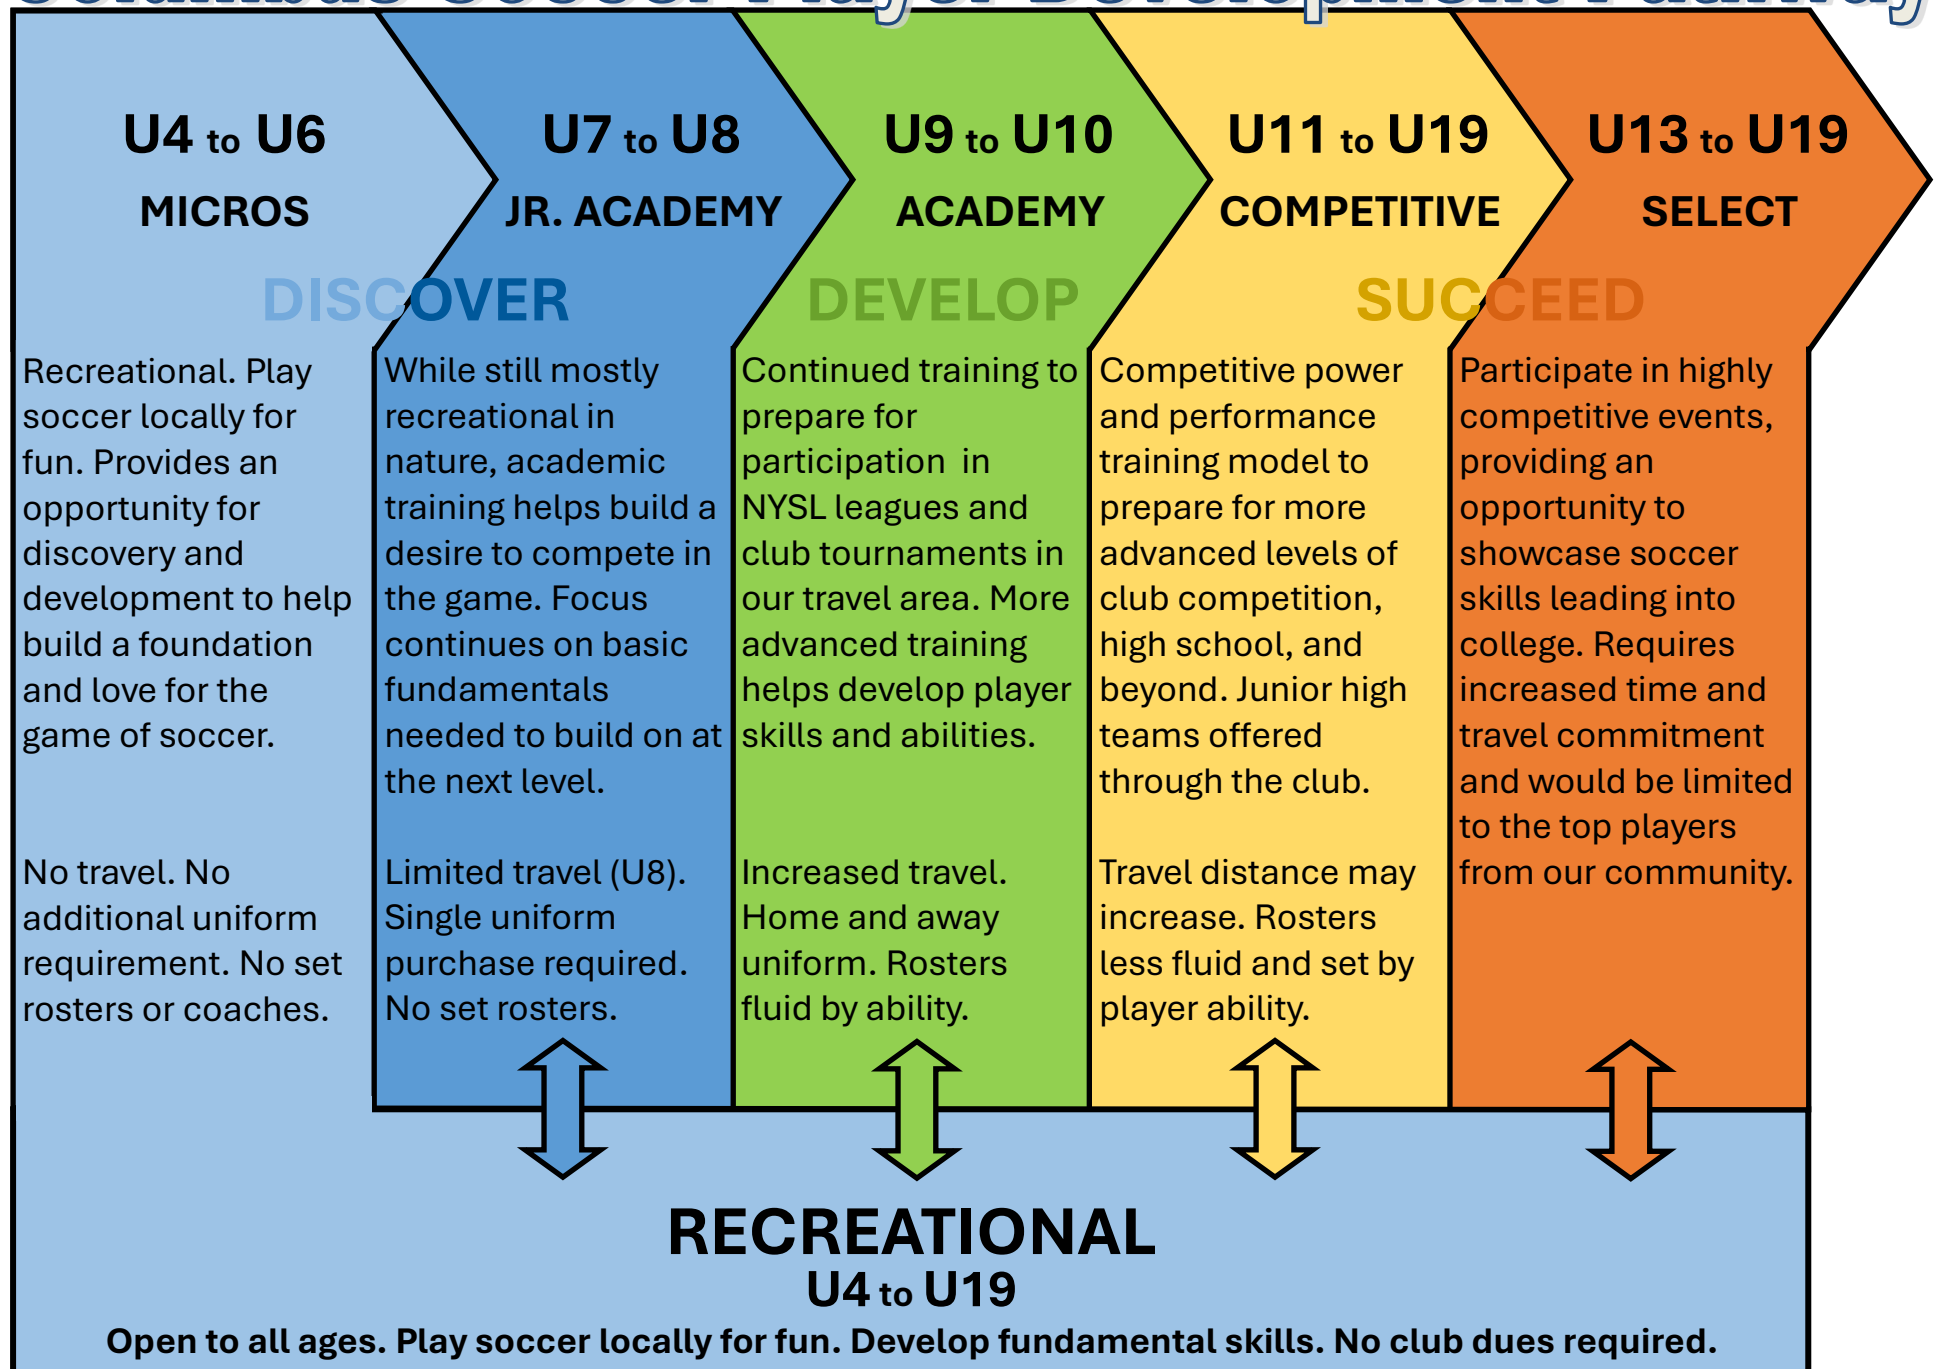 Columbus Soccer Player Development Pathway
U4 to U6
MICROS
U7 to U8
JR. ACADEMY
U9 to U10
ACADEMY
U11 to U19
COMPETITIVE
U13 to U19
SELECT
DISCOVER
DEVELOP
SUCCEED
Recreational. Play
soccer locally for
fun. Provides an
opportunity for
discovery and
development to help
build a foundation
and love for the
game of soccer.
No travel. No
additional uniform
requirement. No set
rosters or coaches.
While still mostly
recreational in
nature, academic
training helps build a
desire to compete in
the game. Focus
continues on basic
fundamentals
needed to build on at
the next level.
Limited travel (U8).
Single uniform
purchase required.
No set rosters.
Continued training to
prepare for
participation in
NYSL leagues and
club tournaments in
our travel area. More
advanced training
helps develop player
skills and abilities.
Increased travel.
Home and away
uniform. Rosters
fluid by ability.
Competitive power
and performance
training model to
prepare for more
advanced levels of
club competition,
high school, and
beyond. Junior high
teams offered
through the club.
Travel distance may
increase. Rosters
less fluid and set by
player ability.
Participate in highly
competitive events,
providing an
opportunity to
showcase soccer
skills leading into
college. Requires
increased time and
travel commitment
and would be limited
to the top players
from our community.
RECREATIONAL
U4 to U19
Open to all ages. Play soccer locally for fun. Develop fundamental skills. No club dues required.